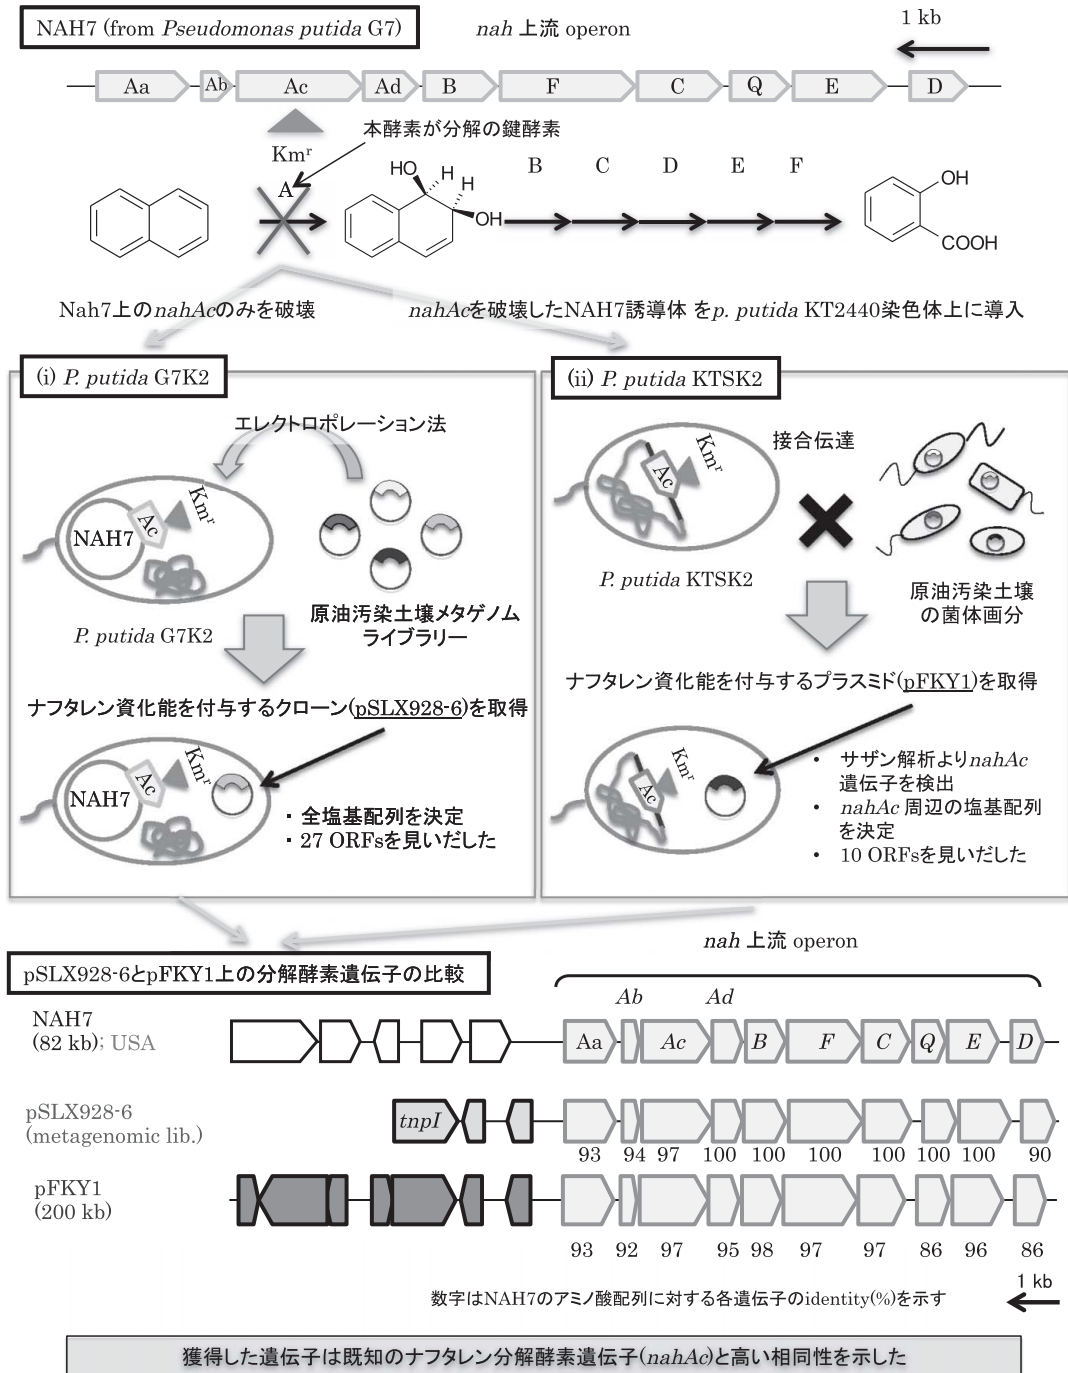 NAH7 (from Pseudomonas putida G7)
nah 上流 operon
1 kb
Aa Ab Ac Ad B F C Q E D
本酵素が分解の鍵酵素
Kmr
A
HO H H OH
B C D E F
OH
COOH
Nah7上のnahAcのみを破壊
nahAcを破壊したNAH7誘導体 をp. putida KT2440染色体上に導入
(i) P. putida G7K2
エレクトロポレーション法
Kmr
Ac
NAH7
P. putida G7K2
原油汚染土壌メタゲノム
ライブラリー
ナフタレン資化能を付与するクローン(pSLX928-6)を取得
Kmr
Ac
NAH7
・全塩基配列を決定
・27 ORFsを見いだした
(ii) P. putida KTSK2
接合伝達
Kmr
Ac
P. putida KTSK2
原油汚染土壌
の菌体画分
ナフタレン資化能を付与するプラスミド(pFKY1)を取得
Kmr
Ac
• サザン解析よりnahAc
遺伝子を検出
• nahAc 周辺の塩基配列
を決定
• 10 ORFsを見いだした
nah 上流 operon
pSLX928-6とpFKY1上の分解酵素遺伝子の比較
Ab Ad
NAH7
(82 kb); USA
Aa Ac B F C Q E D
pSLX928-6
(metagenomic lib.)
tnpI
93 94 97 100 100 100 100 100 100 90
pFKY1
(200 kb)
93 92 97 95 98 97 97 86 96 86
1 kb
数字はNAH7のアミノ酸配列に対する各遺伝子のidentity(%)を示す
獲得した遺伝子は既知のナフタレン分解酵素遺伝子(nahAc)と高い相同性を示した